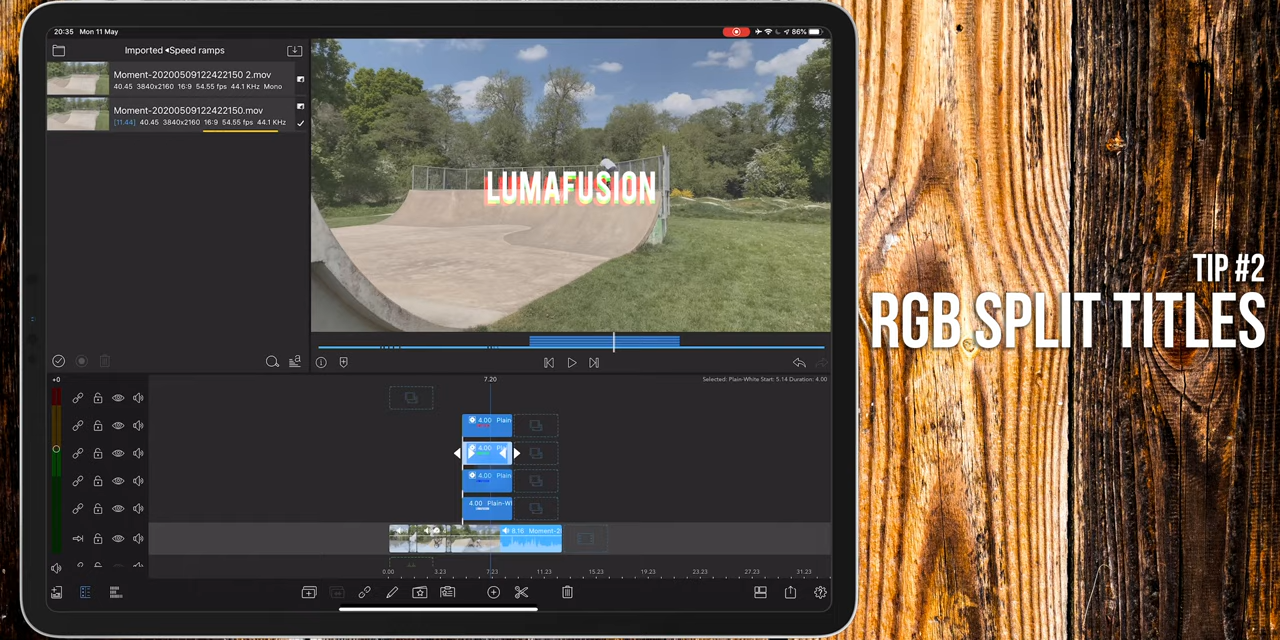 20:35 Mon 11 May
86%
Imported Speed ramps
Moment-20200509122422150 2.mov
40.45 3840x2160 16:9 54.55 fps 44.1 KHz Mono
Moment-20200509122422150.mov
[11.44] 40.45 3840x2160 16:9 54.55 fps 44.1 KHz
LUMAFUSION
TIP #2
RGB SPLIT TITLES
+0
7.20
Selected: Plain-White Start: 5.14 Duration: 4.00
4.00 Plain
4.00 Plain
4.00 Plain
4.00 Plain-W
8.16 Moment-2
0.00 3.23 7.23 11.23 15.23 19.23 23.23 27.23 31.23